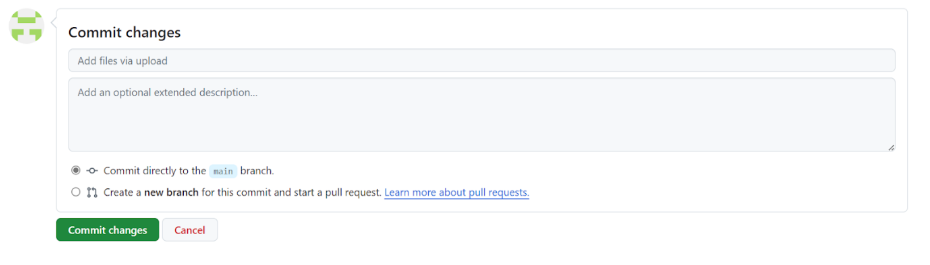 Commit changes
Add files via upload
Add an optional extended description...
Commit directly to the main branch.
Create a new branch for this commit and start a pull request. Learn more about pull requests.
Commit changes Cancel